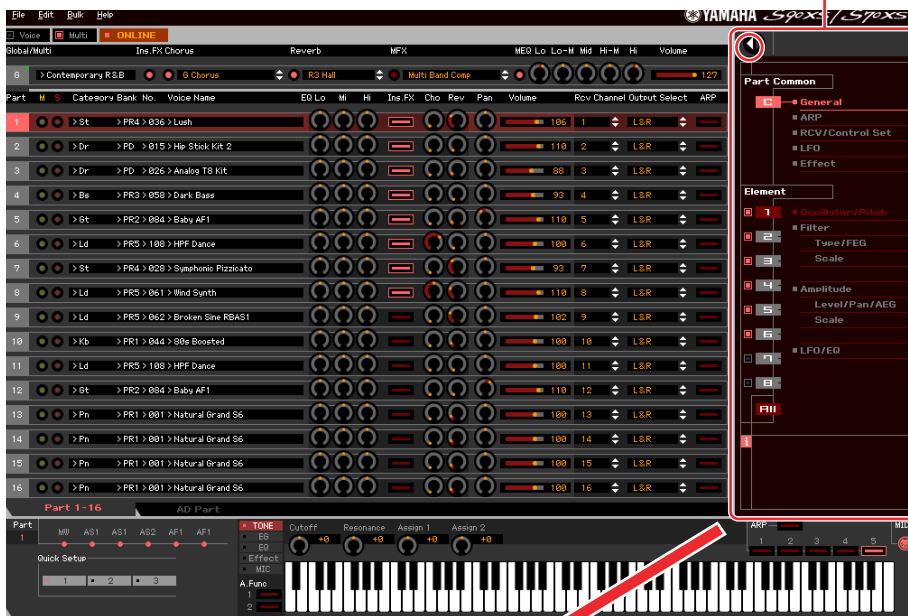 File Edit Bulk Help
YAMAHA S90XS/S70XS
Voice Multi ONLINE
Global/Multi Ins.FX Chorus Reverb MFX MEQ Lo Lo-M Mid Hi-M Hi Volume
G >Contemporary R&B G Chorus R3 Hall Multi Band Comp 127
Part M S Category Bank No. Voice Name EQ Lo Mi Hi Ins.FX Cho Rev Pan Volume Rcv Channel Output Select ARP
1 >St >PR4 >036 >Lush 106 1 L&R
2 >Dr >PD >015 >Hip Stick Kit 2 110 2 L&R
3 >Dr >PD >026 >Analog T8 Kit 88 3 L&R
4 >Bs >PR3 >058 >Dark Bass 93 4 L&R
5 >Gt >PR2 >084 >Baby AF1 110 5 L&R
6 >Ld >PR5 >108 >HPF Dance 100 6 L&R
7 >St >PR4 >028 >Symphonic Pizzicato 93 7 L&R
8 >Ld >PR5 >061 >Wind Synth 110 8 L&R
9 >Ld >PR5 >062 >Broken Sine RBAS1 102 9 L&R
10 >Kb >PR1 >044 >80s Boosted 100 10 L&R
11 >Ld >PR5 >108 >HPF Dance 100 11 L&R
12 >Gt >PR2 >084 >Baby AF1 110 12 L&R
13 >Pn >PR1 >001 >Natural Grand S6 100 13 L&R
14 >Pn >PR1 >001 >Natural Grand S6 100 14 L&R
15 >Pn >PR1 >001 >Natural Grand S6 100 15 L&R
16 >Pn >PR1 >001 >Natural Grand S6 100 16 L&R
Part 1-16 AD Part
Part Common
C General
ARP
RCV/Control Set
LFO
Effect
Element
1 Oscillator/Pitch
2 Filter
Type/FEG
3 Scale
4 Amplitude
5 Level/Pan/AEG
Scale
6
7 LFO/EQ
8
All
i
Part
1
MW AS1 AS1 AS2 AF1 AF1
Quick Setup
1 2 3
TONE
EG
EQ
Effect
MIC
A.Func
1
2
Cutoff Resonance Assign 1 Assign 2
+0 +0 +0 +0
ARP
1 2 3 4 5